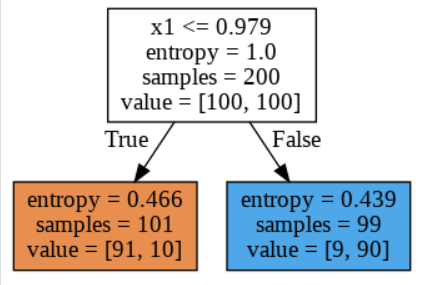 x1 <= 0.979
entropy = 1.0
samples = 200
value = [100, 100]
True
False
entropy = 0.466
samples = 101
value = [91, 10]
entropy = 0.439
samples = 99
value = [9, 90]